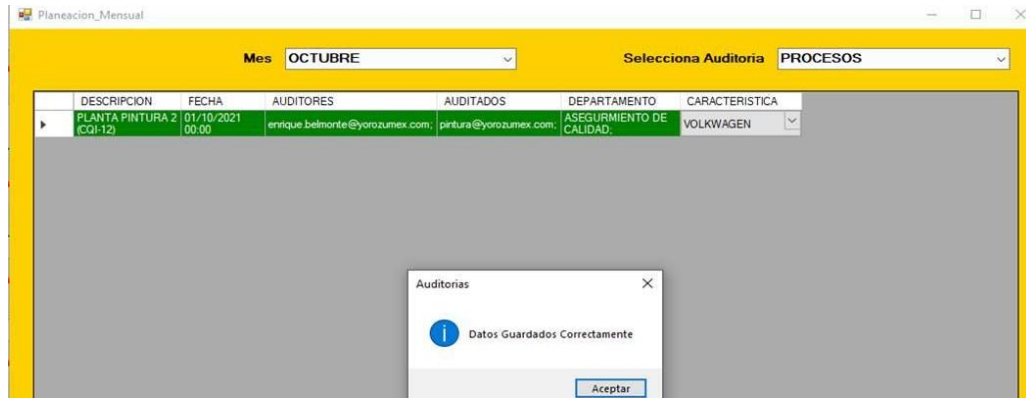 Planeacion_Mensual
Mes OCTUBRE Selecciona Auditoria PROCESOS
DESCRIPCION FECHA AUDITORES AUDITADOS DEPARTAMENTO CARACTERISTICA
PLANTA PINTURA 2 01/10/2021 ASEGURMIENTO DE
(CQI-12) 00:00 enrique.belmonte@yorozumex.com; pintura@yorozumex.com; CALIDAD; VOLKWAGEN
Auditorias
Datos Guardados Correctamente
Aceptar